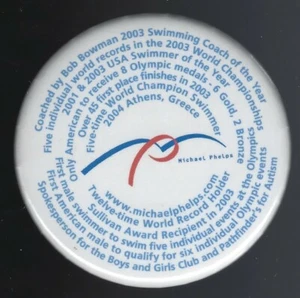 Coached by Bob Bowman 2003 Swimming Coach of the Year
Five individual world records in the 2003 World Championships
2001 & 2003 USA Swimmer of the Year
Only American to receive 8 Olympic medals - 6 Gold, 2 Bronze
Over 45 first place finishes in 2003
Five-time World Champion Swimmer
2004 Athens, Greece
Michael Phelps
www.michaelphelps.com
Twelve-time World Record Holder
Sullivan Award Recipient in 2003
First male swimmer to swim five individual events at the Olympics
First American male to qualify for six individual Olympic events
Spokesperson for the Boys and Girls Club and Pathfinder's for Autism